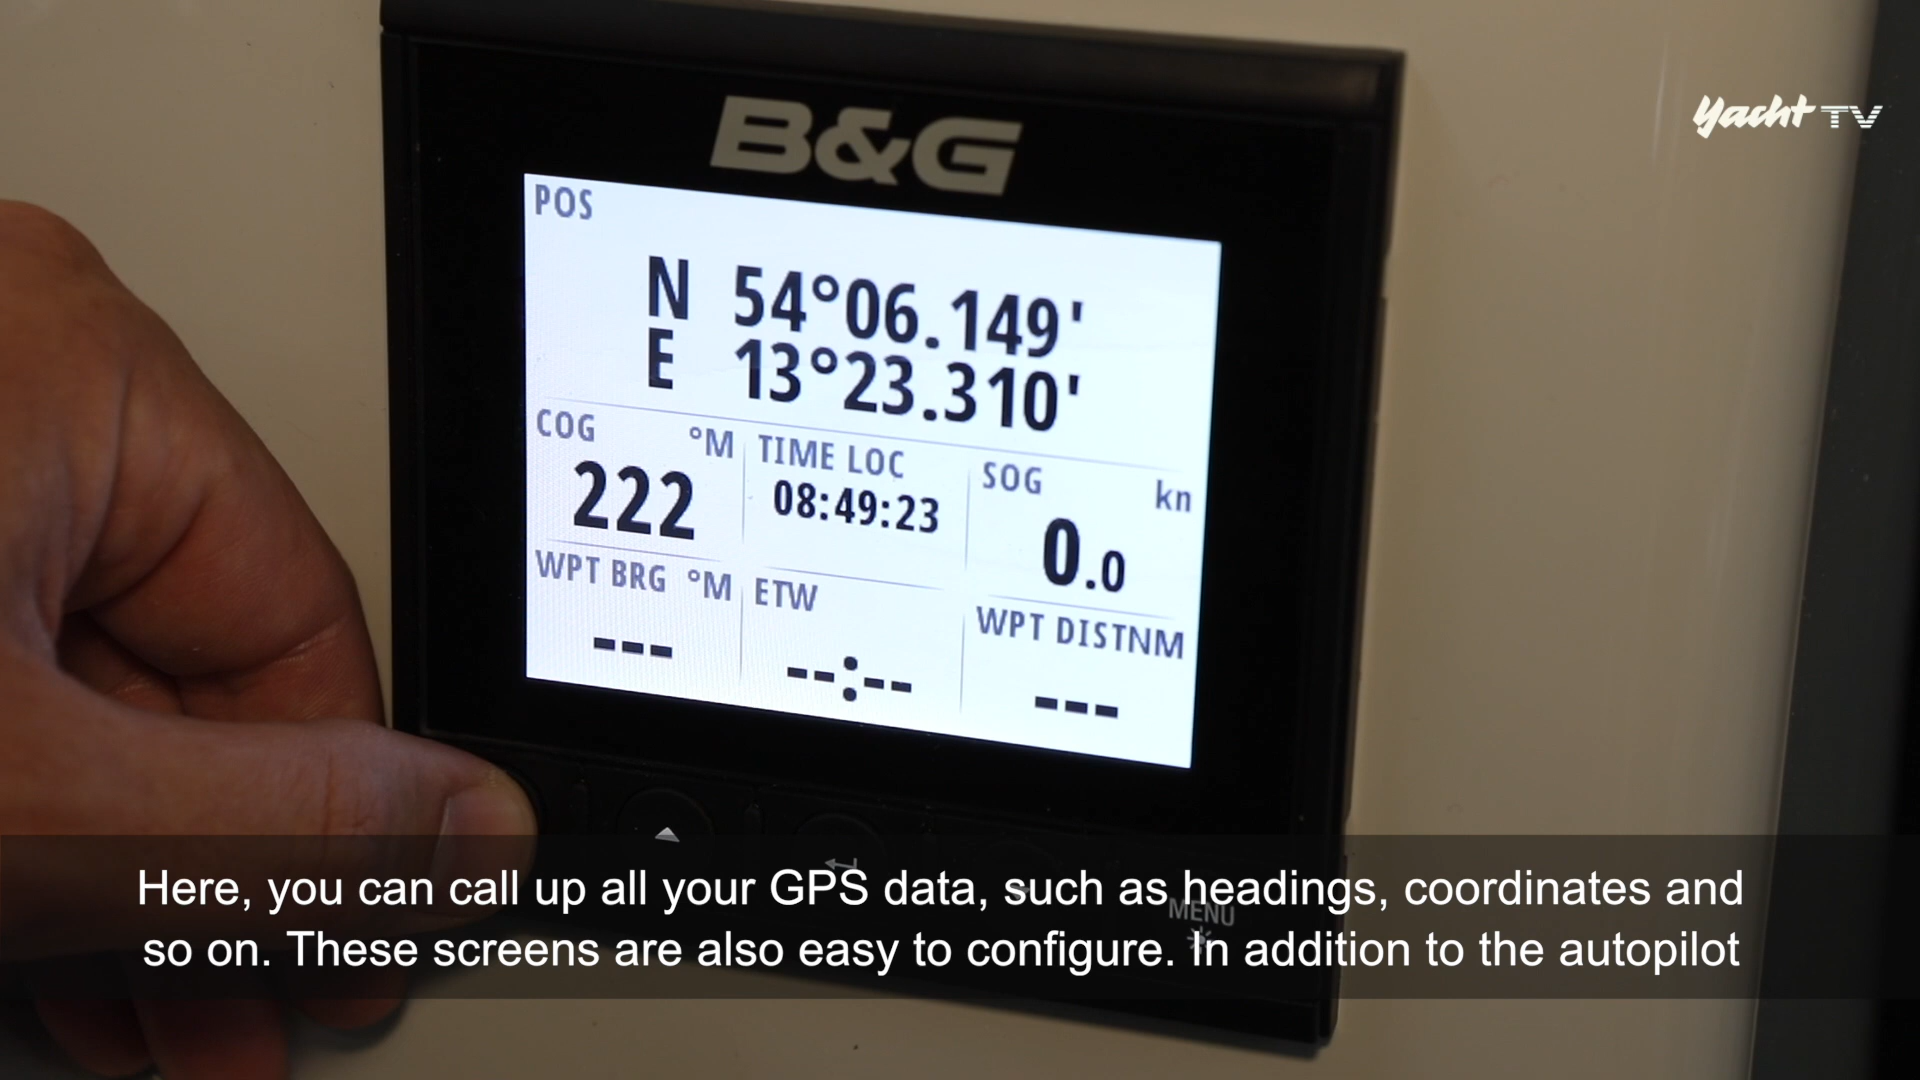 B&G
Yacht TV
POS
N 54°06.149'
E 13°23.310'
COG °M
222
TIME LOC
08:49:23
SOG kn
0.0
WPT BRG °M
---
ETW
--:--
WPT DISTNM
---
MENU
Here, you can call up all your GPS data, such as headings, coordinates and
so on. These screens are also easy to configure. In addition to the autopilot